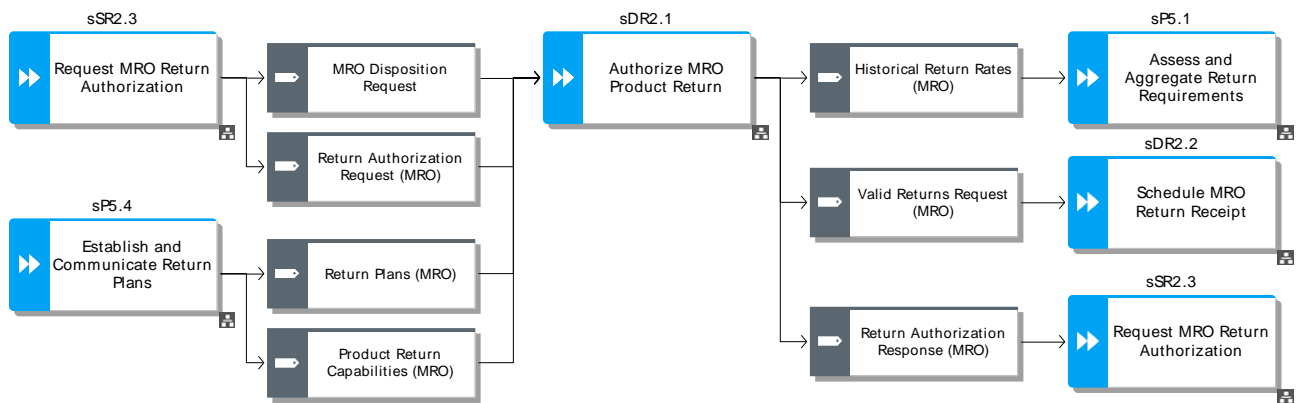 sSR2.3
Request MRO Return
Authorization
sP5.4
Establish and
Communicate Return
Plans
MRO Disposition
Request
Return Authorization
Request (MRO)
Return Plans (MRO)
Product Return
Capabilities (MRO)
sDR2.1
Authorize MRO
Product Return
Historical Return Rates
(MRO)
Valid Returns Request
(MRO)
Return Authorization
Response (MRO)
sP5.1
Assess and
Aggregate Return
Requirements
sDR2.2
Schedule MRO
Return Receipt
sSR2.3
Request MRO Return
Authorization